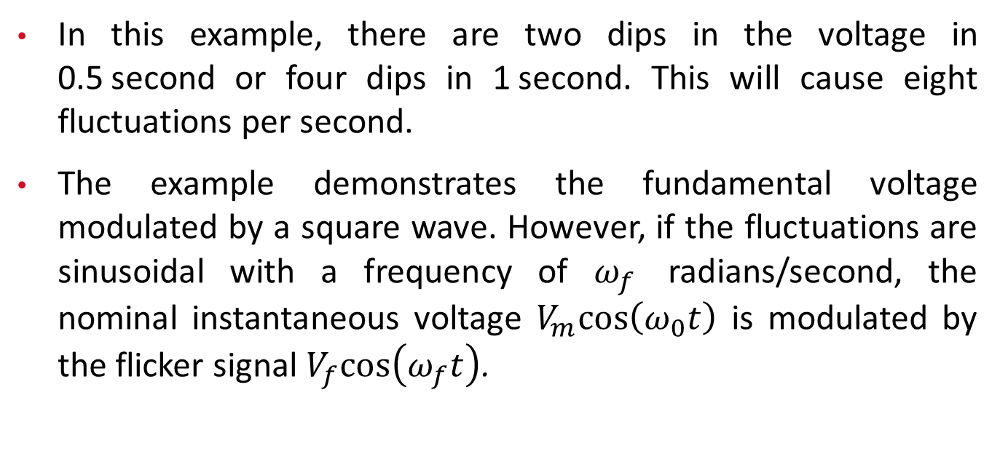 • In this example, there are two dips in the voltage in
0.5 second or four dips in 1 second. This will cause eight
fluctuations per second.
• The example demonstrates the fundamental voltage
modulated by a square wave. However, if the fluctuations are
sinusoidal with a frequency of ω_f radians/second, the
nominal instantaneous voltage V_m cos(ω_0 t) is modulated by
the flicker signal V_f cos(ω_f t).